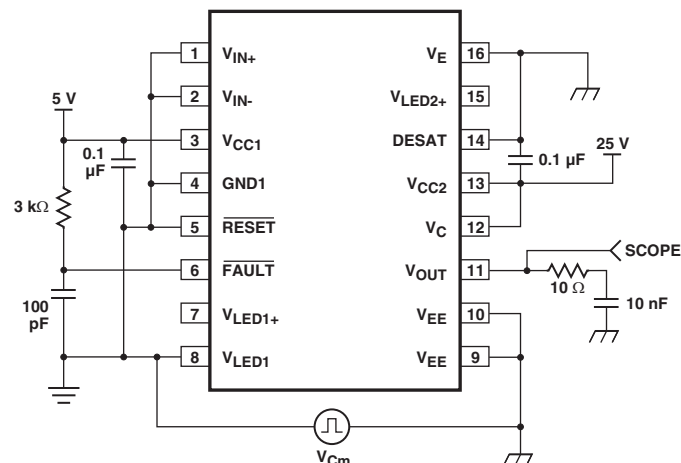 1 V_IN+
2 V_IN-
3 V_CC1
4 GND1
5 RESET
6 FAULT
7 V_LED1+
8 V_LED1
V_E 16
V_LED2+ 15
DESAT 14
V_CC2 13
V_C 12
V_OUT 11
V_EE 10
V_EE 9
5 V
0.1
µF
3 kΩ
100
pF
0.1 µF
25 V
SCOPE
10 Ω
10 nF
V_Cm